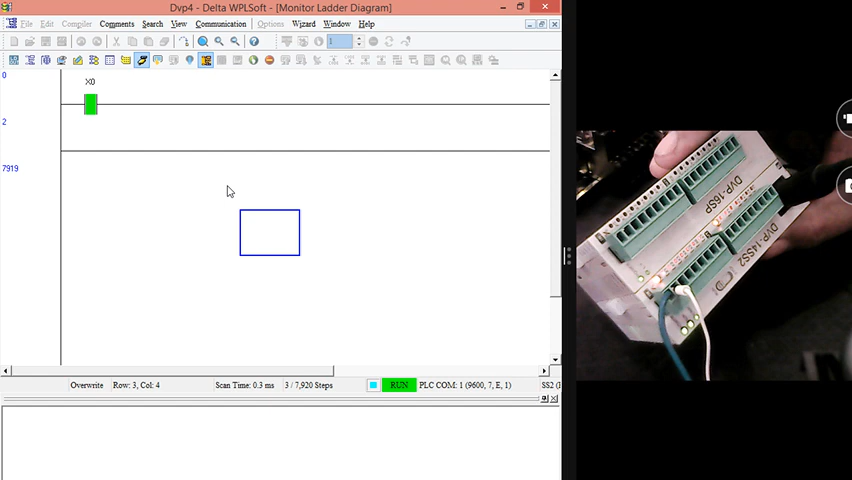 Dvp4 - Delta WPLSoft - [Monitor Ladder Diagram]
File Edit Compiler Comments Search View Communication Options Wizard Window Help
1
0
X0
2
7919
Overwrite Row: 3, Col: 4 Scan Time: 0.3 ms 3 / 7,920 Steps RUN PLC COM: 1 (9600, 7, E, 1) SS2 (
DVP-16SP
DVP-14SS2